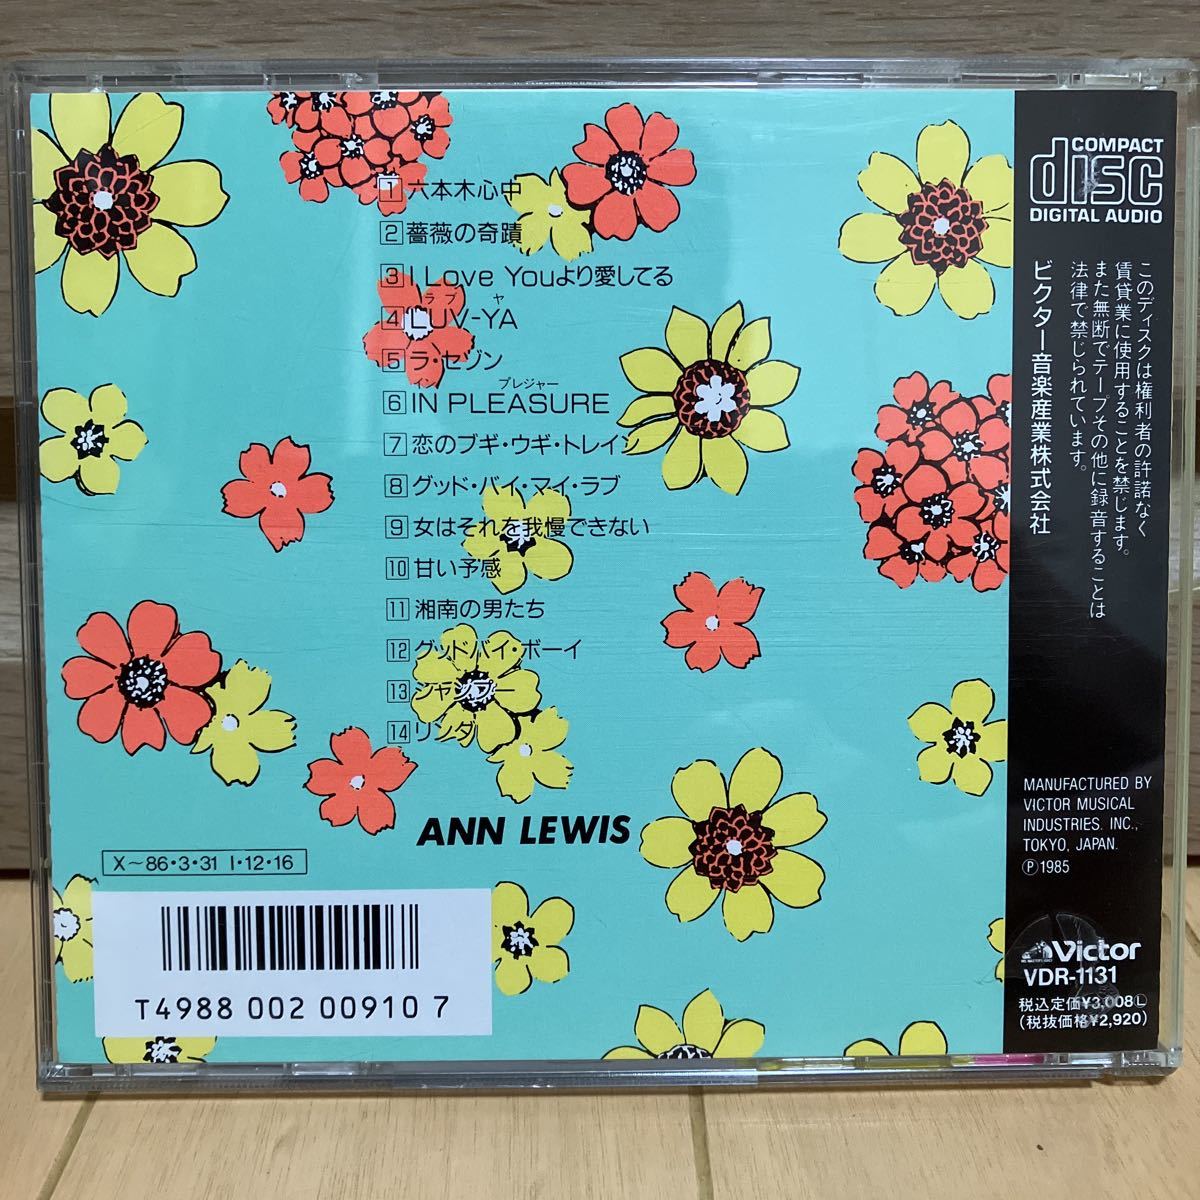 1 六本木心中
2 薔薇の奇蹟
3 I Love Youより愛してる
ラブ ヤ
4 LUV-YA
5 ラ・セゾン
イン プレジャー
6 IN PLEASURE
7 恋のブギ・ウギ・トレイン
8 グッド・バイ・マイ・ラブ
9 女はそれを我慢できない
10 甘い予感
11 湘南の男たち
12 グッドバイ・ボーイ
13 シャンプー
14 リンダ
ANN LEWIS
X〜86・3・31 I・12・16
T4988 002 00910 7
COMPACT
disc
DIGITAL AUDIO
このディスクは権利者の許諾なく
賃貸業に使用することを禁じます。
また無断でテープその他に録音することは
法律で禁じられています。
ビクター音楽産業株式会社
MANUFACTURED BY
VICTOR MUSICAL
INDUSTRIES. INC.,
TOKYO, JAPAN.
Ⓟ1985
Victor
VDR-1131
税込定価¥3,008Ⓛ
(税抜価格¥2,920)